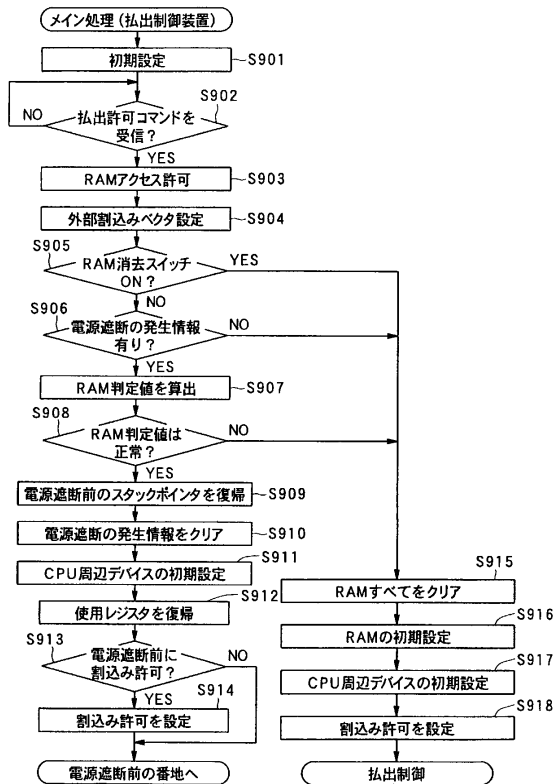 メイン処理(払出制御装置)
初期設定
S901
S902
払出許可コマンドを
受信?
NO
YES
RAMアクセス許可
S903
外部割込みベクタ設定
S904
S905
RAM消去スイッチ
ON?
YES
NO
S906
電源遮断の発生情報
有り?
NO
YES
RAM判定値を算出
S907
S908
RAM判定値は
正常?
NO
YES
電源遮断前のスタックポインタを復帰
S909
電源遮断の発生情報をクリア
S910
S911
CPU周辺デバイスの初期設定
S912
使用レジスタを復帰
S913
電源遮断前に
割込み許可?
NO
YES
S914
割込み許可を設定
電源遮断前の番地へ
S915
RAMすべてをクリア
S916
RAMの初期設定
S917
CPU周辺デバイスの初期設定
S918
割込み許可を設定
払出制御